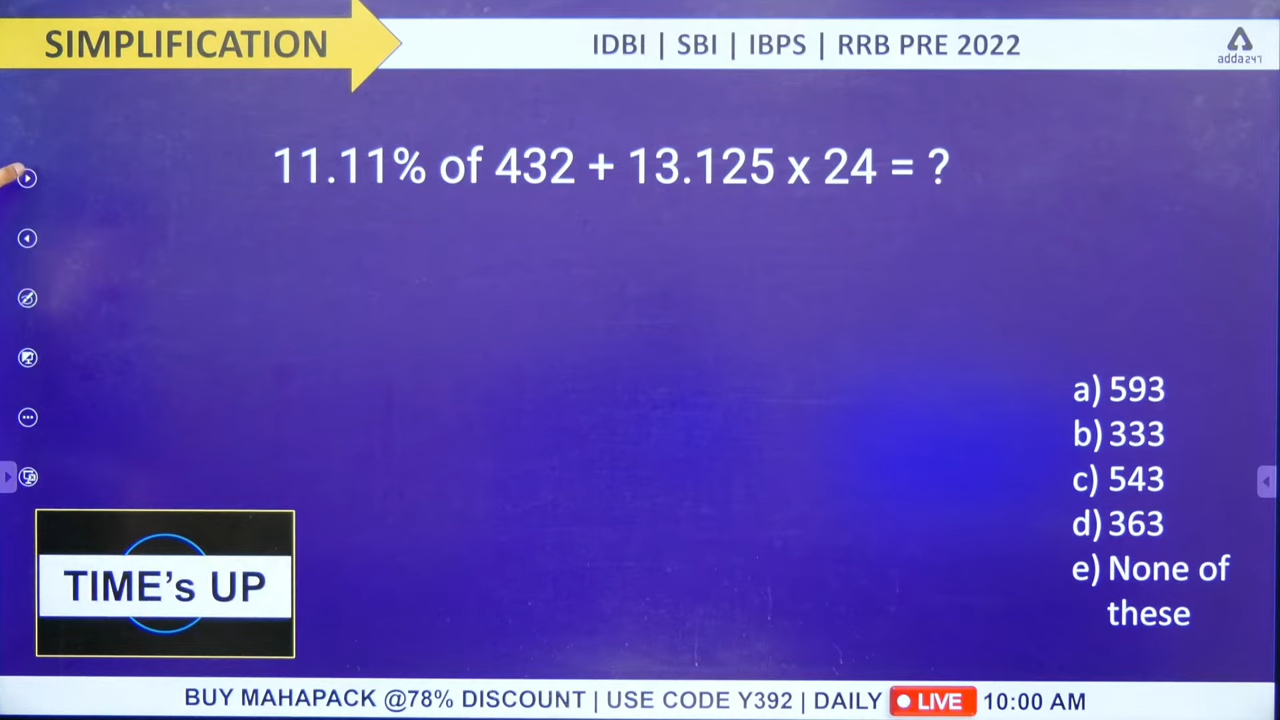 SIMPLIFICATION
IDBI | SBI | IBPS | RRB PRE 2022
adda247
11.11% of 432 + 13.125 x 24 = ?
a) 593
b) 333
c) 543
d) 363
e) None of
these
TIME's UP
BUY MAHAPACK @78% DISCOUNT | USE CODE Y392 | DAILY LIVE 10:00 AM